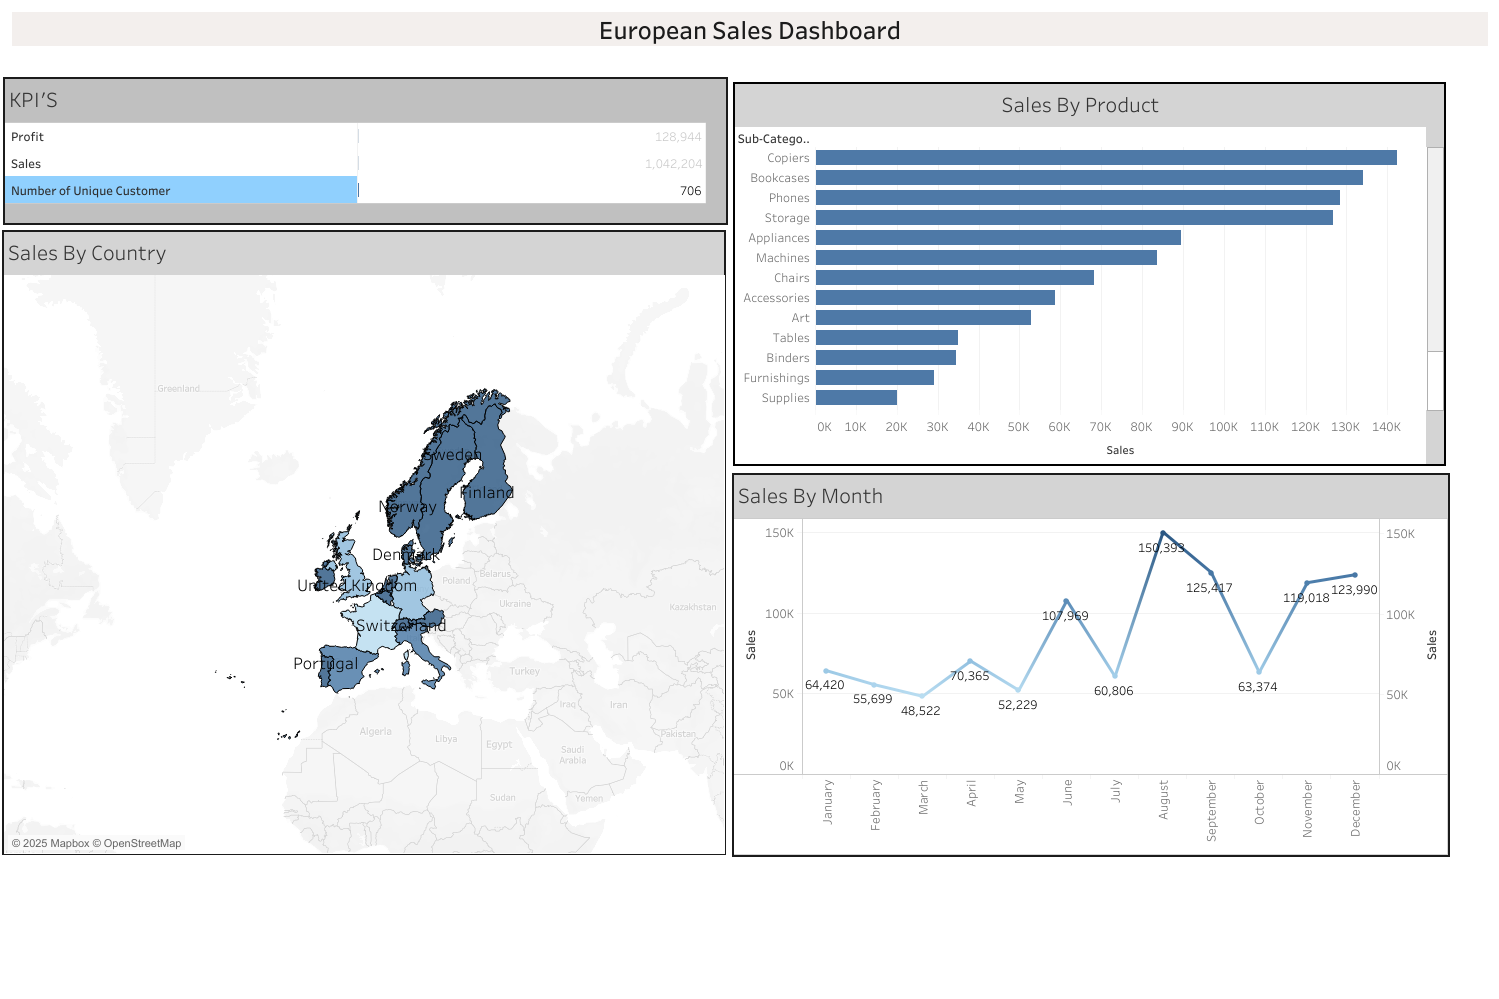 European Sales Dashboard
KPI'S
Profit 128,944
Sales 1,042,204
Number of Unique Customer 706
Sales By Country
Greenland
Sweden
Finland
Norway
Denmark
Poland
Belarus
United Kingdom
Ukraine
Kazakhstan
Switzerland
Portugal
Turkey
Iraq
Iran
Algeria
Libya
Egypt
Pakistan
Saudi
Arabia
Sudan
Yemen
© 2025 Mapbox © OpenStreetMap
Sales By Product
Sub-Catego..
Copiers
Bookcases
Phones
Storage
Appliances
Machines
Chairs
Accessories
Art
Tables
Binders
Furnishings
Supplies
0K 10K 20K 30K 40K 50K 60K 70K 80K 90K 100K 110K 120K 130K 140K
Sales
Sales By Month
150K
100K
50K
0K
Sales
64,420
55,699
48,522
70,365
52,229
107,969
60,806
150,393
125,417
63,374
119,018
123,990
150K
100K
50K
0K
Sales
January
February
March
April
May
June
July
August
September
October
November
December